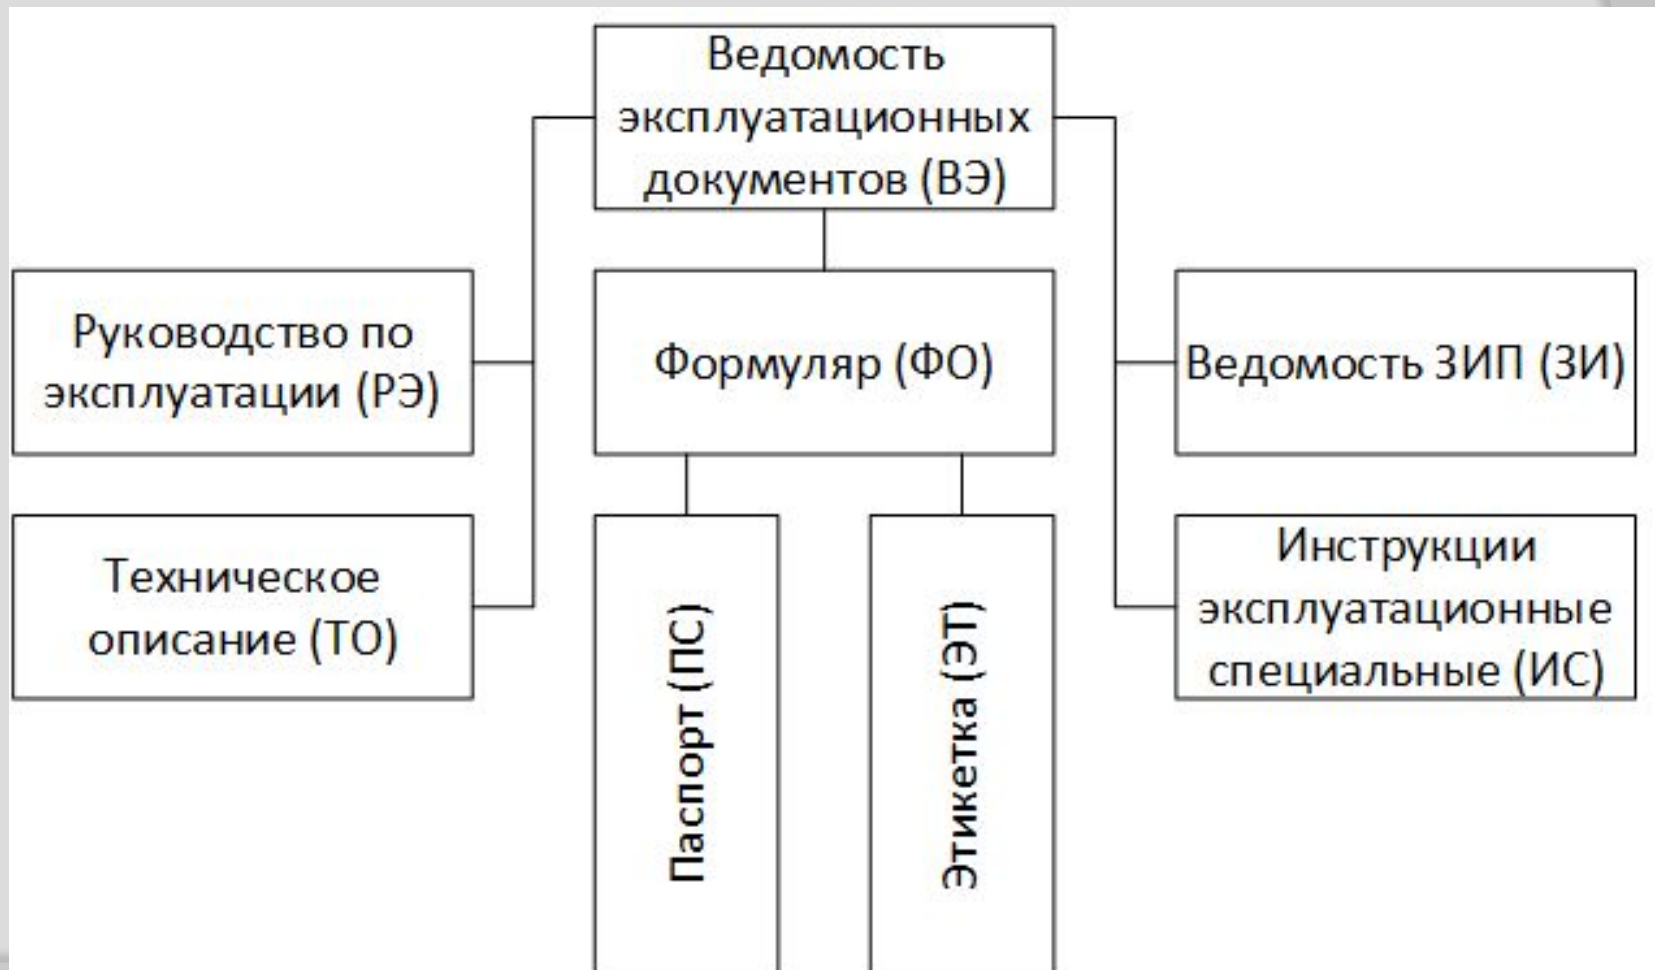 Ведомость
эксплуатационных
документов (ВЭ)
Руководство по
эксплуатации (РЭ)
Формуляр (ФО)
Ведомость ЗИП (ЗИ)
Техническое
описание (ТО)
Паспорт (ПС)
Этикетка (ЭТ)
Инструкции
эксплуатационные
специальные (ИС)